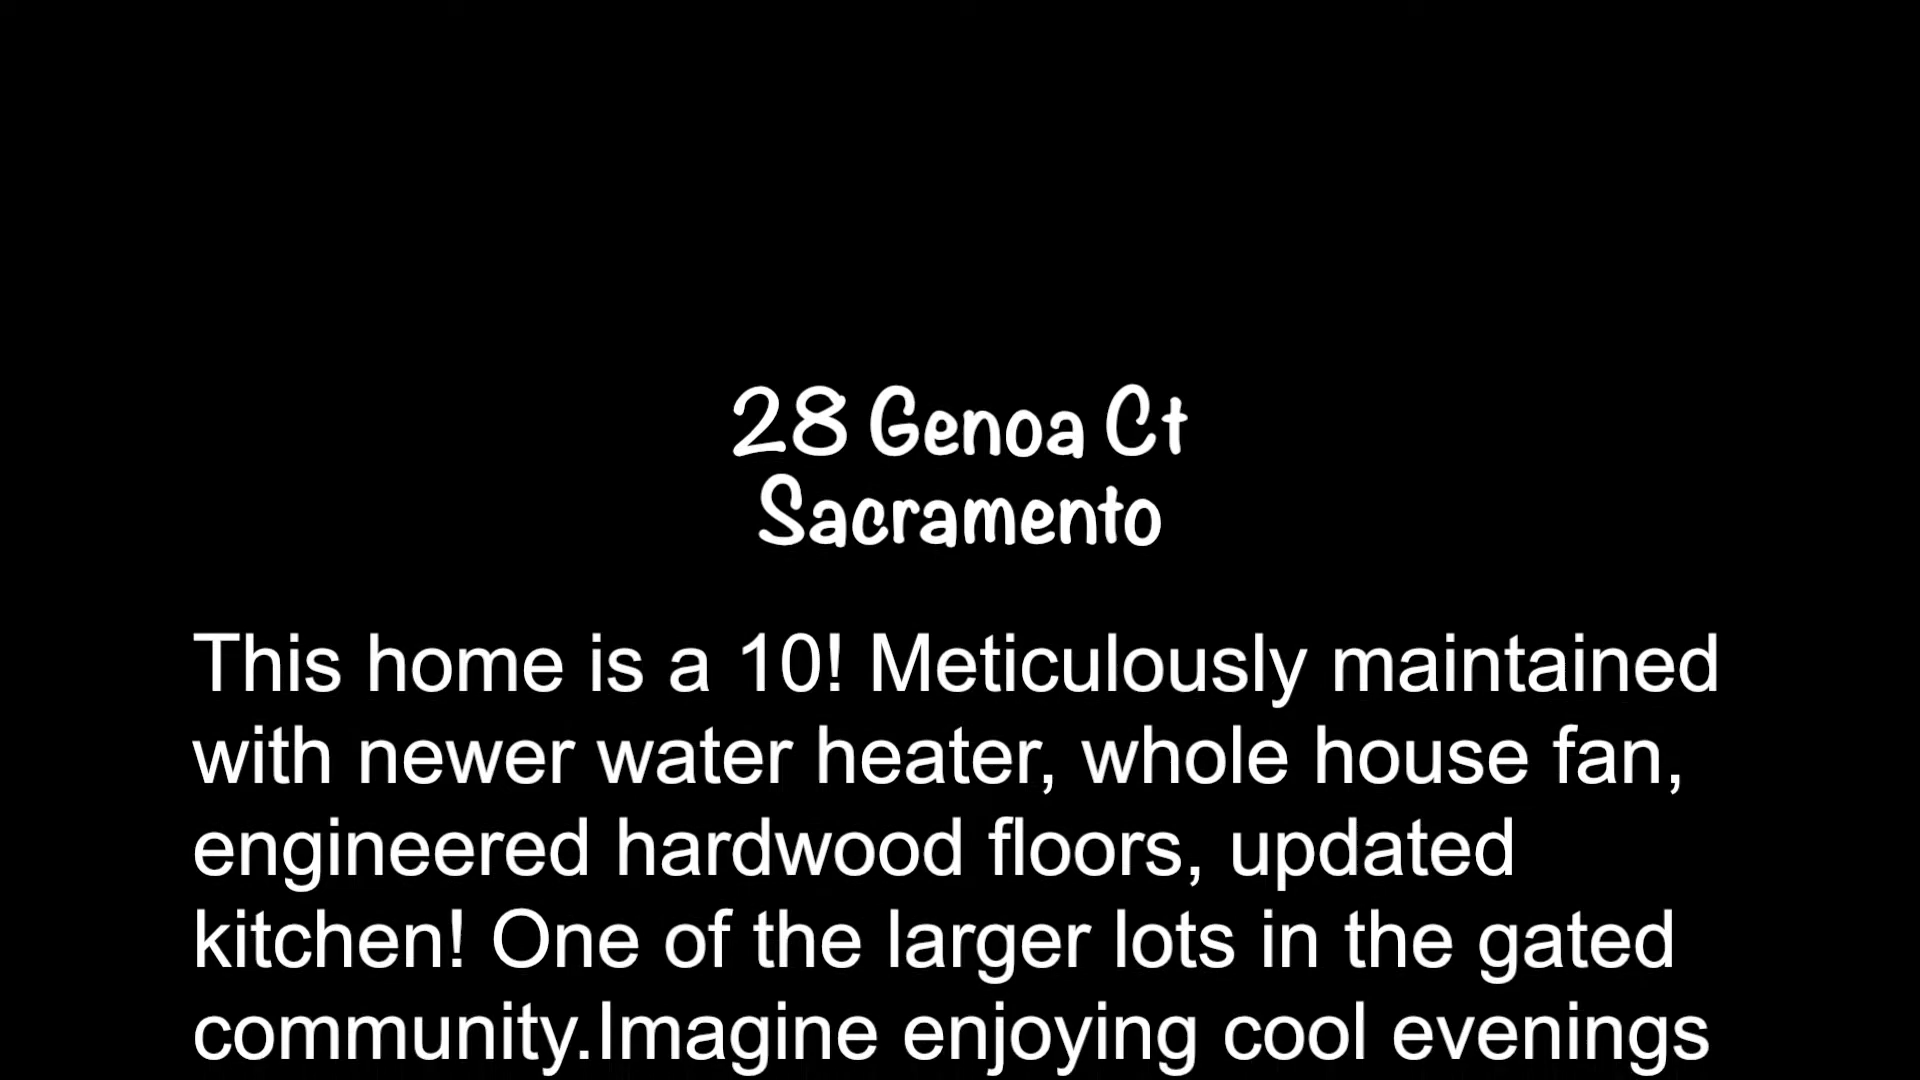 28 Genoa Ct
Sacramento
This home is a 10! Meticulously maintained
with newer water heater, whole house fan,
engineered hardwood floors, updated
kitchen! One of the larger lots in the gated
community.Imagine enjoying cool evenings